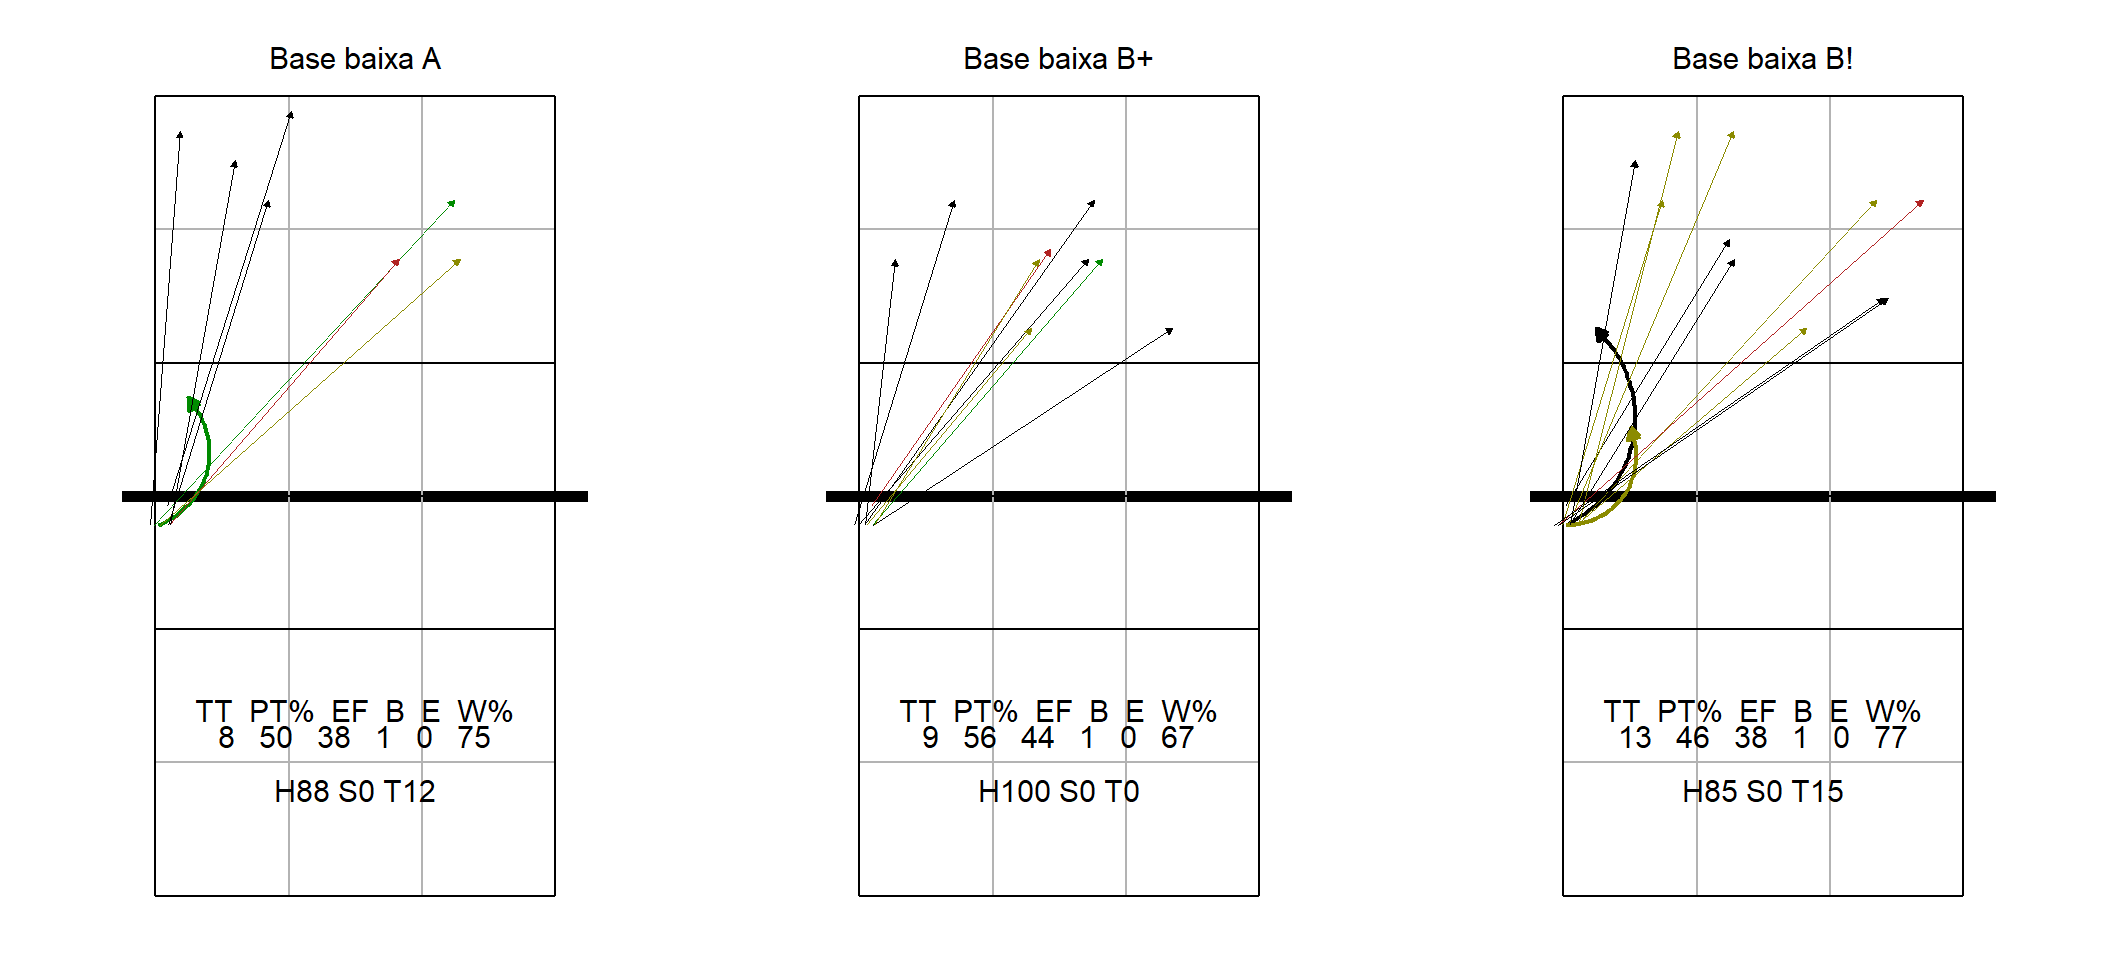 Base baixa A
TT PT% EF B E W%
8 50 38 1 0 75
H88 S0 T12
Base baixa B+
TT PT% EF B E W%
9 56 44 1 0 67
H100 S0 T0
Base baixa B!
TT PT% EF B E W%
13 46 38 1 0 77
H85 S0 T15